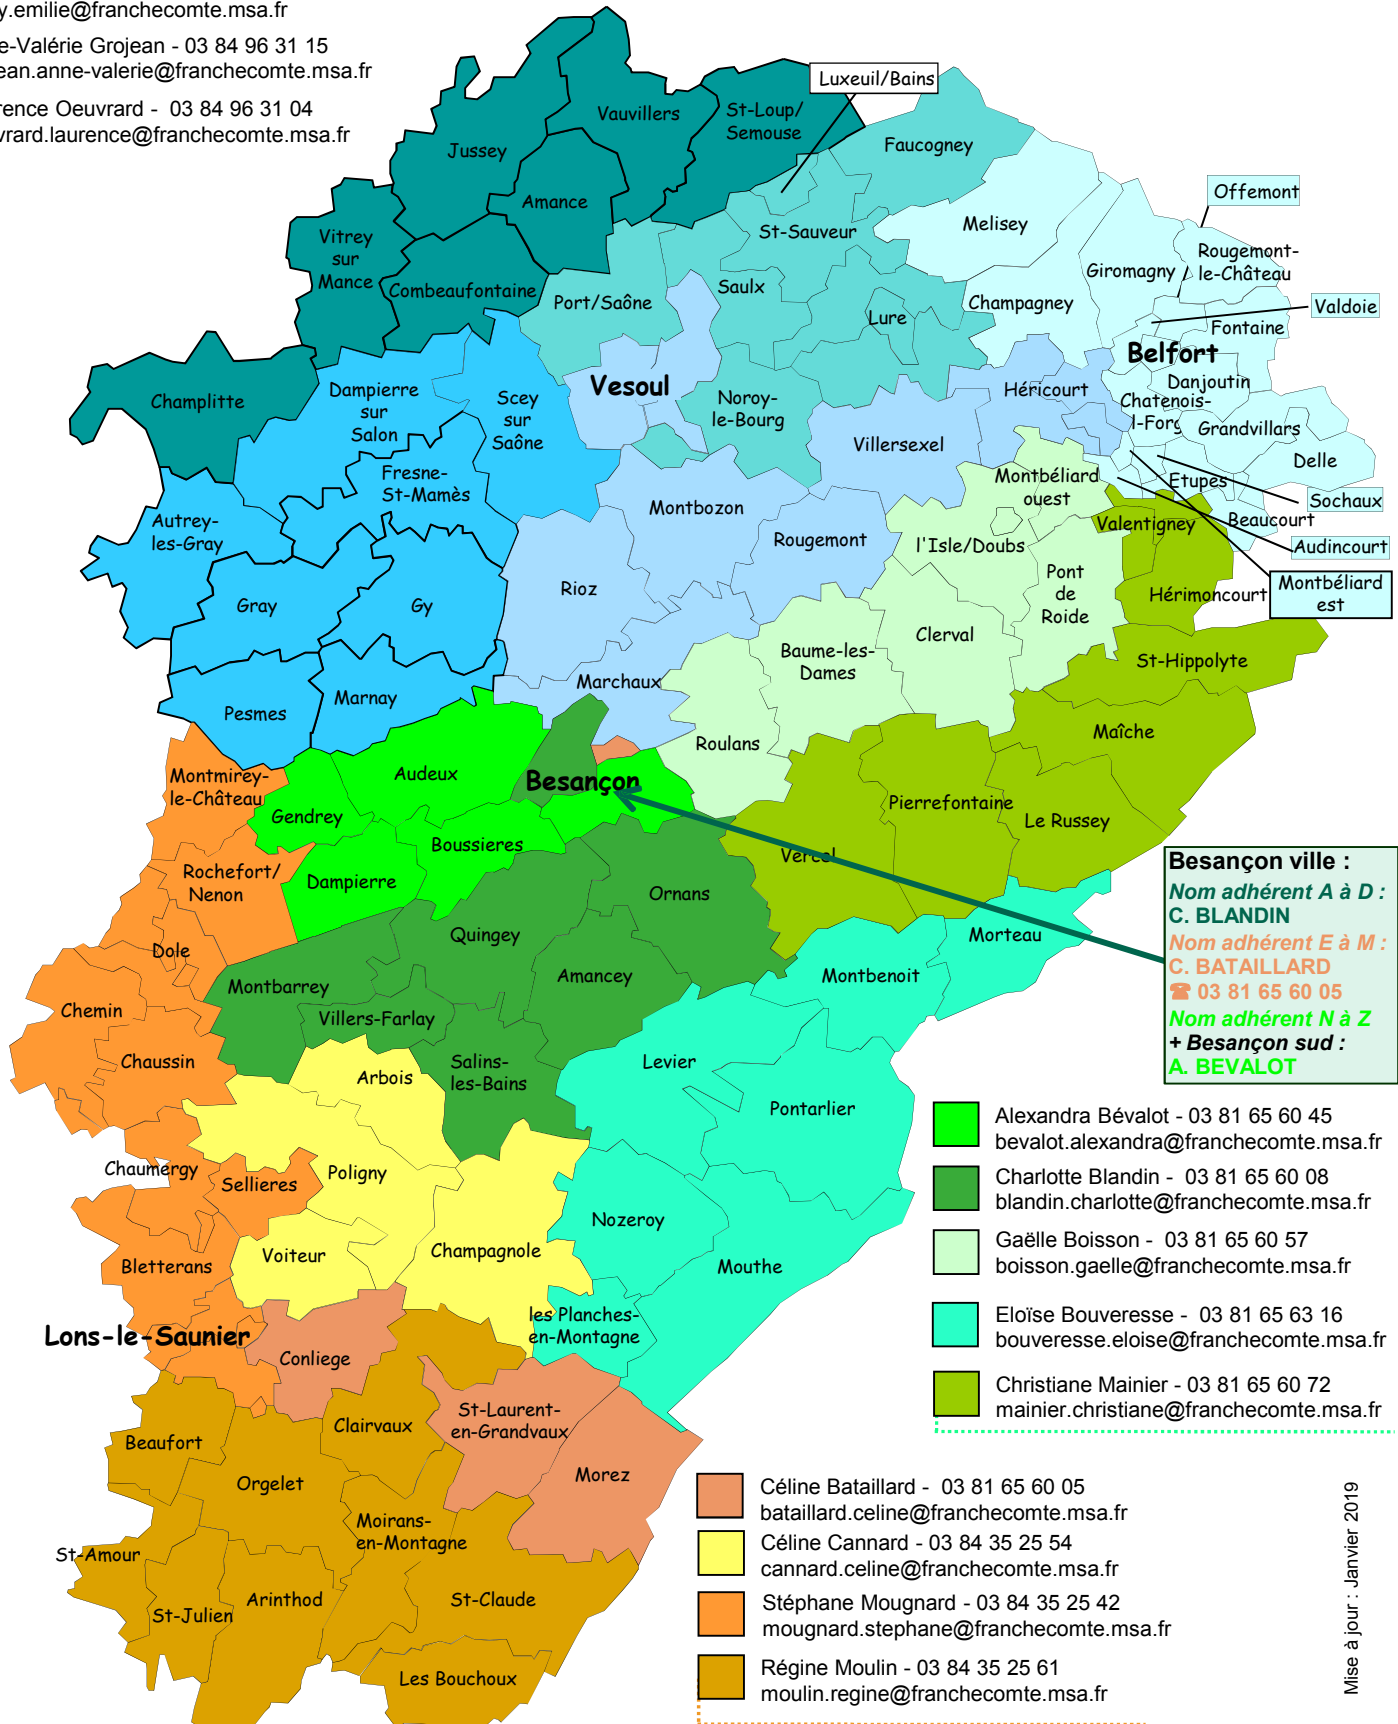 y.emilie@franchecomte.msa.fr
e-Valérie Grojean - 03 84 96 31 15
ean.anne-valerie@franchecomte.msa.fr
rence Oeuvrard - 03 84 96 31 04
vrard.laurence@franchecomte.msa.fr
Luxeuil/Bains
Vauvillers
St-Loup/
Semouse
Jussey
Faucogney
Amance
Offemont
Melisey
St-Sauveur
Vitrey
sur
Mance
Rougemont-
le-Château
Giromagny
Combeaufontaine
Port/Saône
Saulx
Champagney
Lure
Valdoie
Fontaine
Belfort
Vesoul
Danjoutin
Dampierre
sur
Salon
Scey
sur
Saône
Noroy-
le-Bourg
Héricourt
Chatenois-
l-Forg
Champlitte
Grandvillars
Villersexel
Delle
Fresne-
St-Mamès
Montbéliard
ouest
Etupes
Sochaux
Montbozon
Autrey-
les-Gray
Valentigney
Beaucourt
Rougemont
l'Isle/Doubs
Audincourt
Pont
de
Roide
Montbéliard
est
Rioz
Hérimoncourt
Gray
Gy
Clerval
Baume-les-
Dames
St-Hippolyte
Marchaux
Marnay
Pesmes
Maîche
Roulans
Montmirey-
le-Château
Audeux
Besançon
Pierrefontaine
Gendrey
Le Russey
Boussieres
Vercel
Rochefort/
Nenon
Dampierre
Ornans
Besançon ville :
Nom adhérent A à D :
C. BLANDIN
Nom adhérent E à M :
C. BATAILLARD
☎ 03 81 65 60 05
Nom adhérent N à Z
+ Besançon sud :
A. BEVALOT
Quingey
Morteau
Dole
Amancey
Montbenoit
Montbarrey
Chemin
Villers-Farlay
Chaussin
Salins-
les-Bains
Levier
Arbois
Pontarlier
Chaumergy
Sellieres
Poligny
Nozeroy
Voiteur
Champagnole
Bletterans
Mouthe
les Planches-
en-Montagne
Lons-le-Saunier
Conliege
Clairvaux
St-Laurent-
en-Grandvaux
Beaufort
Orgelet
Morez
Moirans-
en-Montagne
St-Amour
Arinthod
St-Claude
St-Julien
Les Bouchoux
Alexandra Bévalot - 03 81 65 60 45
bevalot.alexandra@franchecomte.msa.fr
Charlotte Blandin - 03 81 65 60 08
blandin.charlotte@franchecomte.msa.fr
Gaëlle Boisson - 03 81 65 60 57
boisson.gaelle@franchecomte.msa.fr
Eloïse Bouveresse - 03 81 65 63 16
bouveresse.eloise@franchecomte.msa.fr
Christiane Mainier - 03 81 65 60 72
mainier.christiane@franchecomte.msa.fr
Céline Bataillard - 03 81 65 60 05
bataillard.celine@franchecomte.msa.fr
Céline Cannard - 03 84 35 25 54
cannard.celine@franchecomte.msa.fr
Stéphane Mougnard - 03 84 35 25 42
mougnard.stephane@franchecomte.msa.fr
Régine Moulin - 03 84 35 25 61
moulin.regine@franchecomte.msa.fr
Mise à jour : Janvier 2019